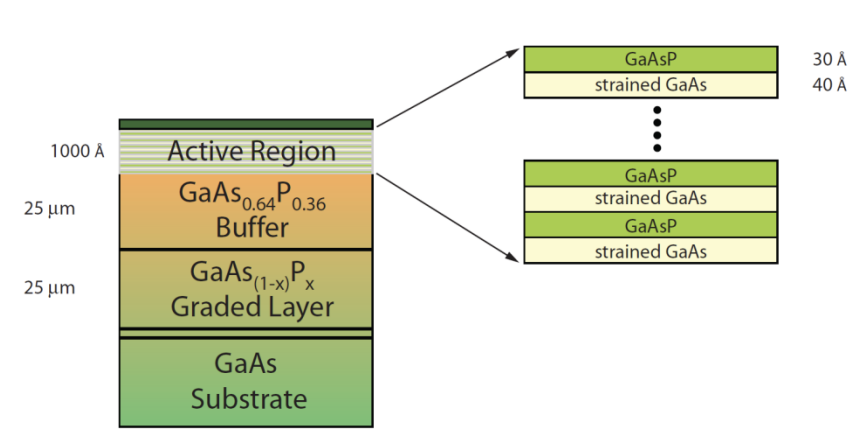 1000 Å
Active Region
25 μm
GaAs0.64P0.36
Buffer
25 μm
GaAs(1-x)Px
Graded Layer
GaAs
Substrate
GaAsP
30 Å
strained GaAs
40 Å
GaAsP
strained GaAs
GaAsP
strained GaAs